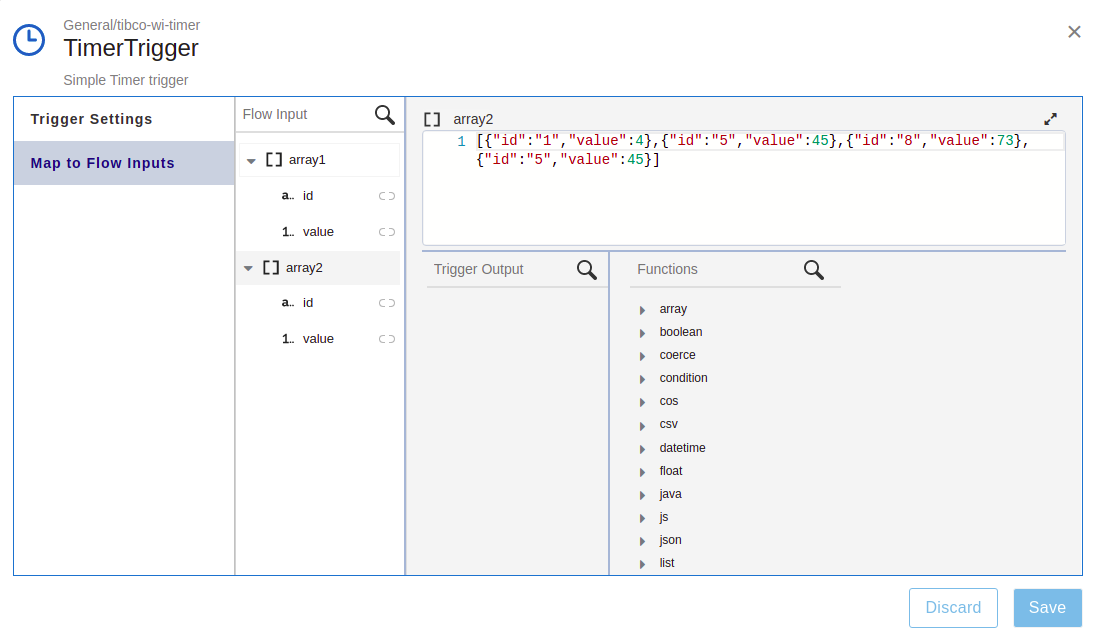 General/tibco-wi-timer
TimerTrigger
Simple Timer trigger
Trigger Settings
Map to Flow Inputs
Flow Input
array1
a.. id
1.. value
array2
a.. id
1.. value
array2
1 [{"id":"1","value":4},{"id":"5","value":45},{"id":"8","value":73},
{"id":"5","value":45}]
Trigger Output
Functions
array
boolean
coerce
condition
cos
csv
datetime
float
java
js
json
list
Discard
Save